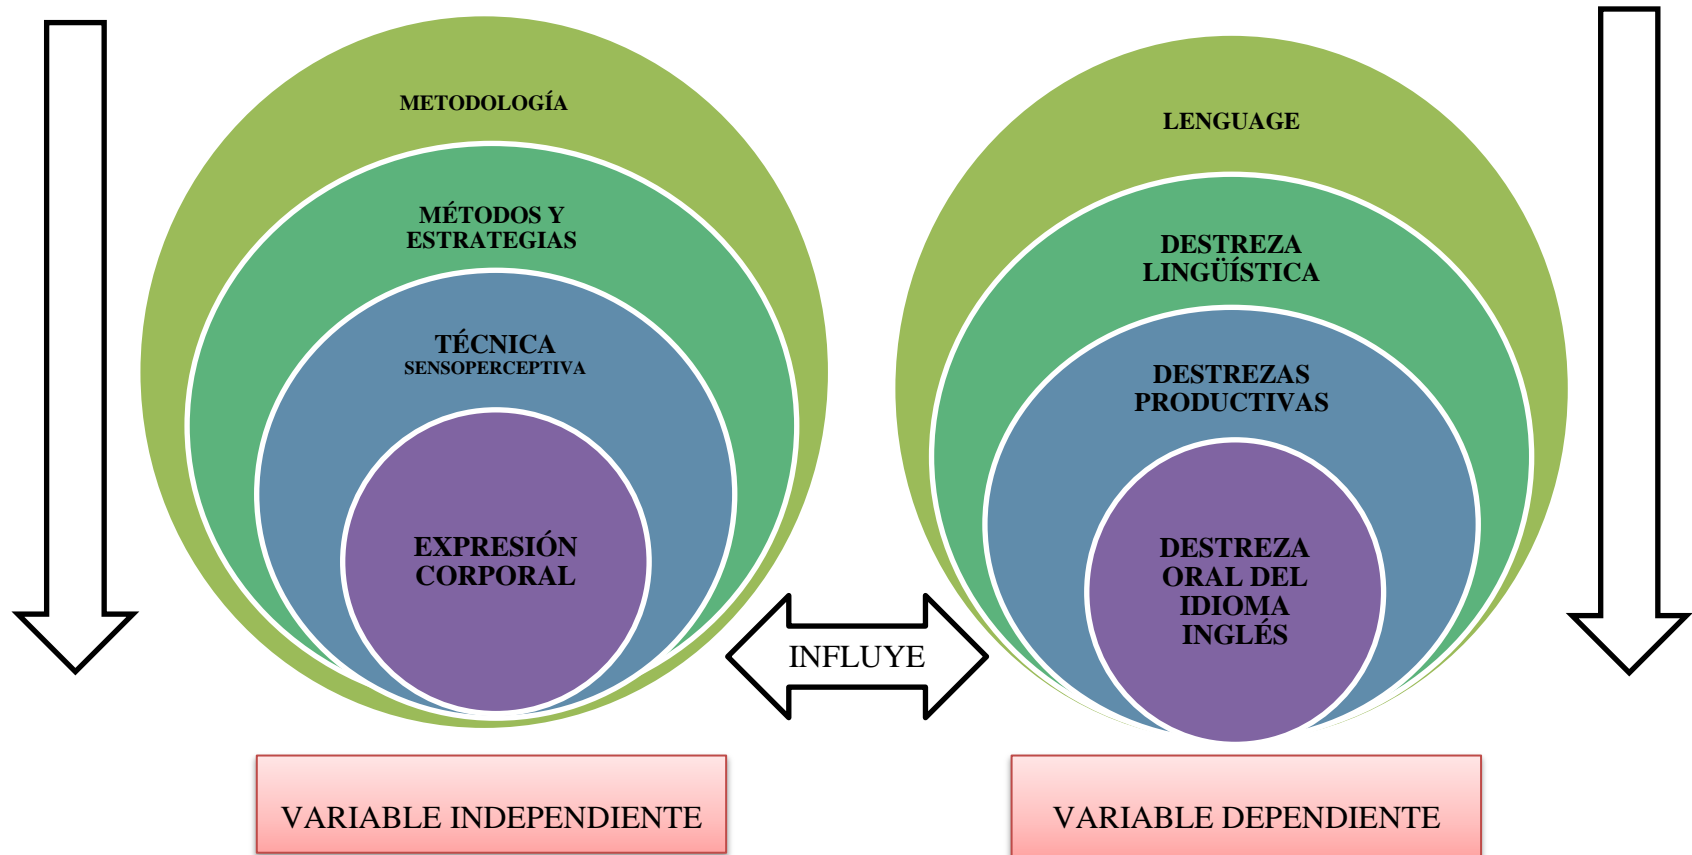 METODOLOGÍA
MÉTODOS Y
ESTRATEGIAS
TÉCNICA
SENSOPERCEPTIVA
EXPRESIÓN
CORPORAL
INFLUYE
LENGUAGE
DESTREZA
LINGÜÍSTICA
DESTREZAS
PRODUCTIVAS
DESTREZA
ORAL DEL
IDIOMA
INGLÉS
VARIABLE INDEPENDIENTE
VARIABLE DEPENDIENTE